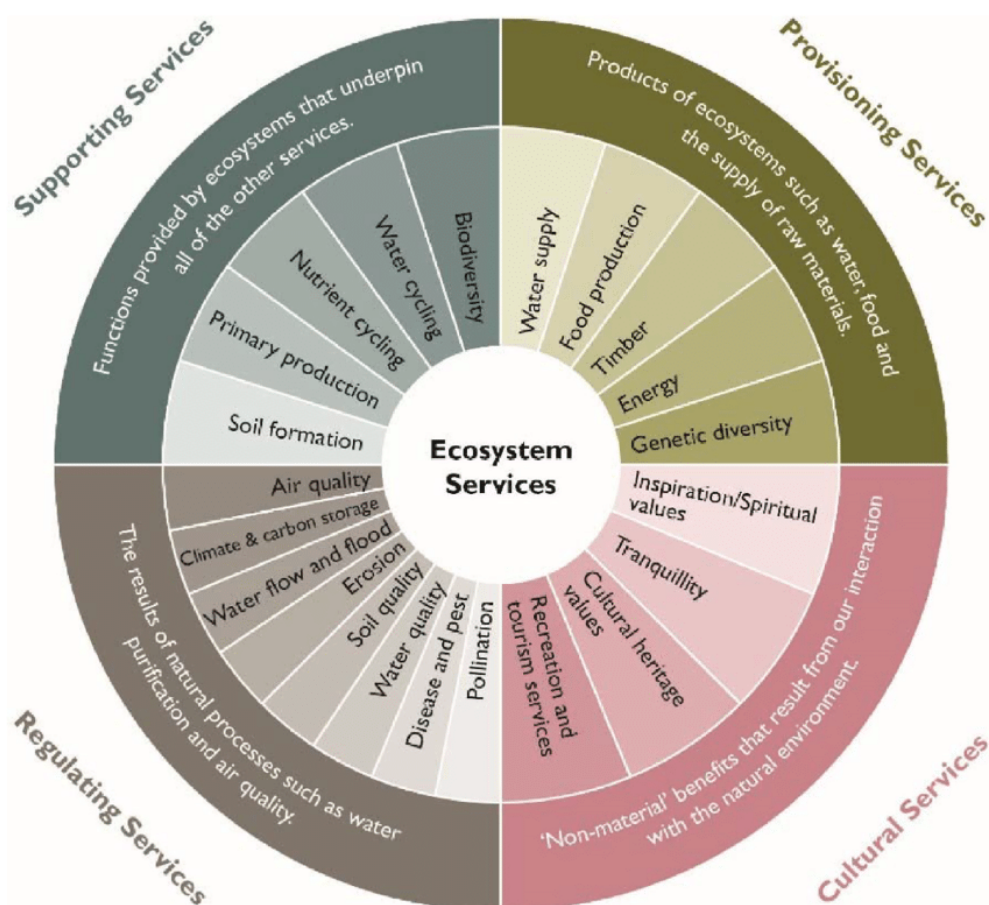 Supporting Services
Functions provided by ecosystems that underpin
all of the other services.
Biodiversity
Water cycling
Nutrient cycling
Primary production
Soil formation
Provisioning Services
Products of ecosystems such as water, food and
the supply of raw materials.
Water supply
Food production
Timber
Energy
Genetic diversity
Ecosystem
Services
Regulating Services
The results of natural processes such as water
purification and air quality.
Air quality
Climate & carbon storage
Water flow and flood
Erosion
Soil quality
Water quality
Disease and pest
Pollination
Cultural Services
‘Non-material’ benefits that result from our interaction
with the natural environment.
Inspiration/Spiritual
values
Tranquillity
Cultural heritage
values
Recreation and
tourism services